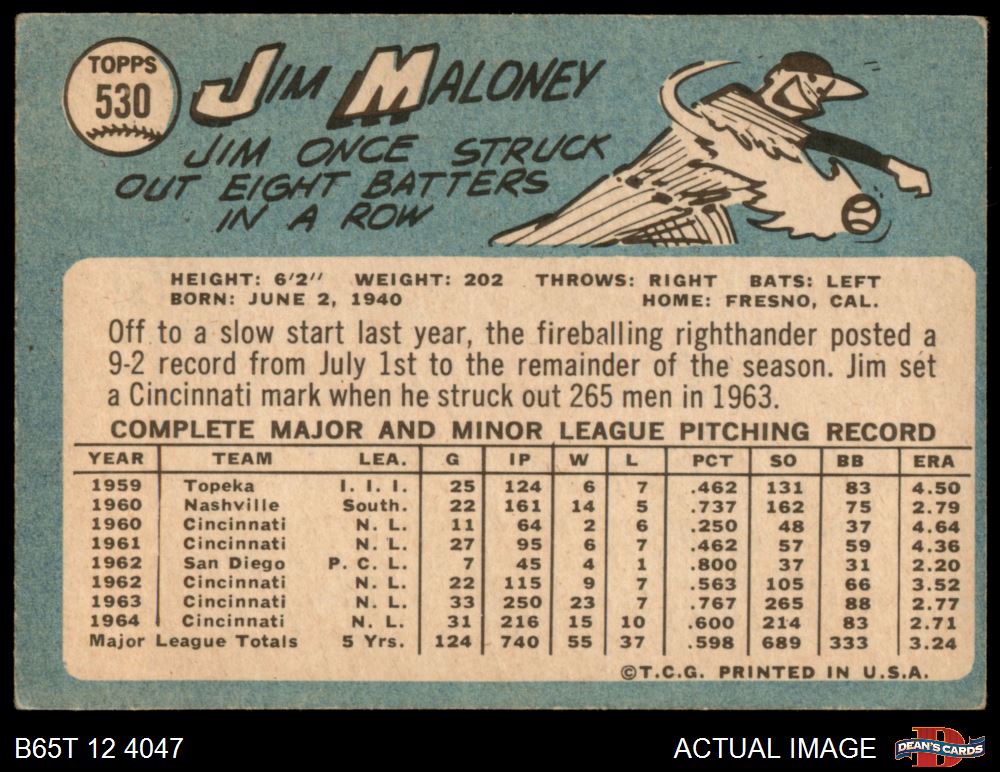 TOPPS
530
JIM MALONEY
JIM ONCE STRUCK
OUT EIGHT BATTERS
IN A ROW
HEIGHT: 6'2" WEIGHT: 202 THROWS: RIGHT BATS: LEFT
BORN: JUNE 2, 1940 HOME: FRESNO, CAL.
Off to a slow start last year, the fireballing righthander posted a
9-2 record from July 1st to the remainder of the season. Jim set
a Cincinnati mark when he struck out 265 men in 1963.
COMPLETE MAJOR AND MINOR LEAGUE PITCHING RECORD
YEAR TEAM LEA. G IP W L PCT SO BB ERA
1959 Topeka I. I. I. 25 124 6 7 .462 131 83 4.50
1960 Nashville South. 22 161 14 5 .737 162 75 2.79
1960 Cincinnati N. L. 11 64 2 6 .250 48 37 4.64
1961 Cincinnati N. L. 27 95 6 7 .462 57 59 4.36
1962 San Diego P. C. L. 7 45 4 1 .800 37 31 2.20
1962 Cincinnati N. L. 22 115 9 7 .563 105 66 3.52
1963 Cincinnati N. L. 33 250 23 7 .767 265 88 2.77
1964 Cincinnati N. L. 31 216 15 10 .600 214 83 2.71
Major League Totals 5 Yrs. 124 740 55 37 .598 689 333 3.24
©T.C.G. PRINTED IN U.S.A.
B65T 12 4047 ACTUAL IMAGE
D
DEAN'S CARDS